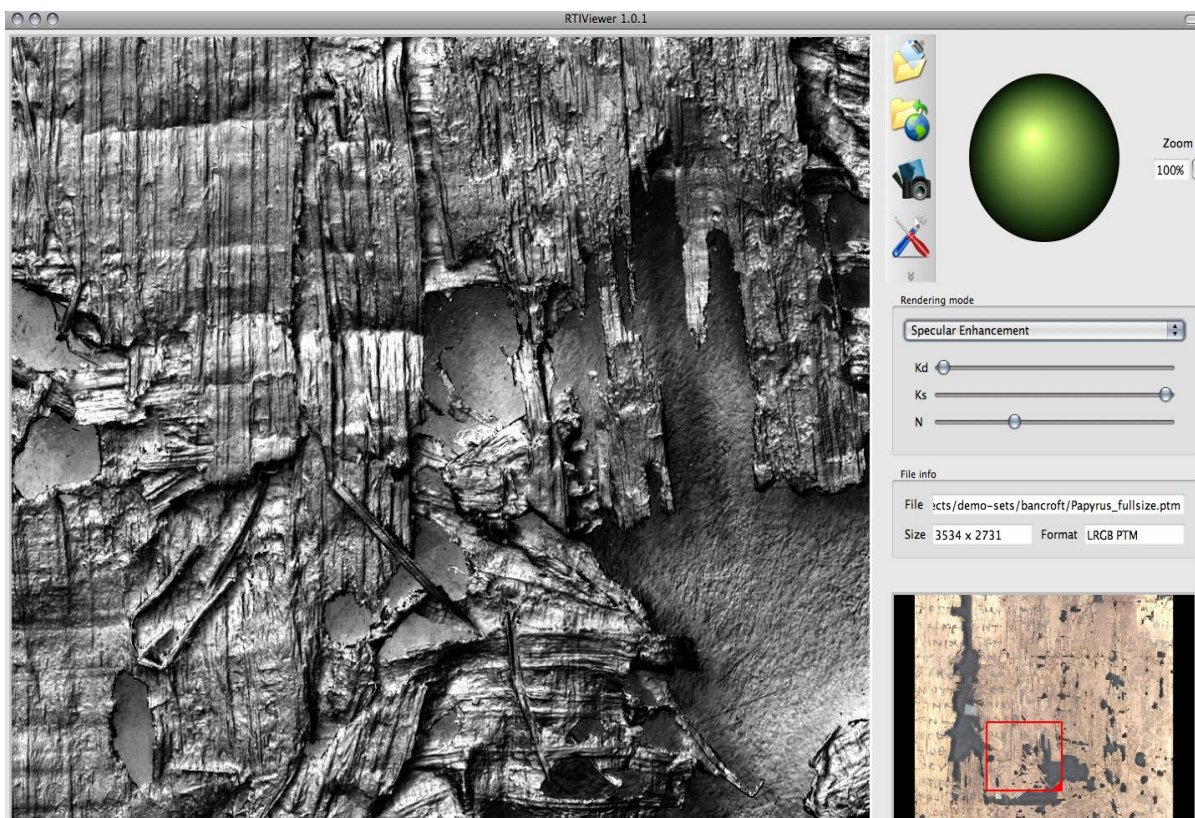 RTIViewer 1.0.1
Zoom
100%
Rendering mode
Specular Enhancement
Kd
Ks
N
File info
File ects/demo-sets/bancroft/Papyrus_fullsize.ptm
Size 3534 x 2731 Format LRGB PTM